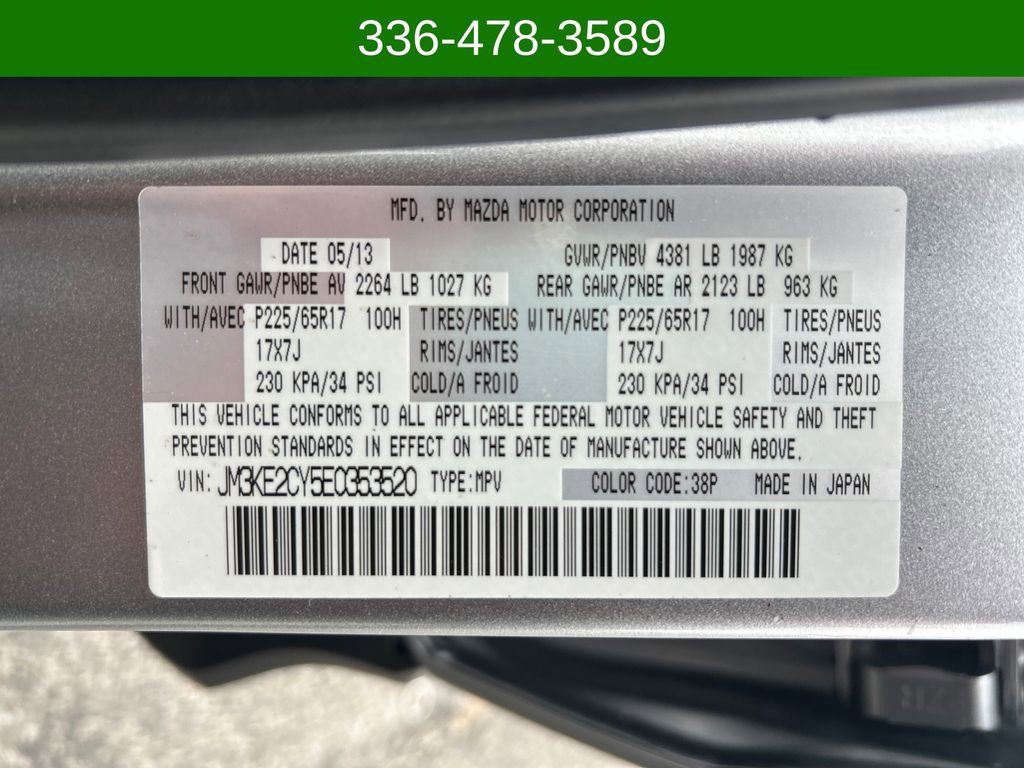 336-478-3589
MFD. BY MAZDA MOTOR CORPORATION
DATE 05/13 GVWR/PNBV 4381 LB 1987 KG
FRONT GAWR/PNBE AV 2264 LB 1027 KG REAR GAWR/PNBE AR 2123 LB 963 KG
WITH/AVEC P225/65R17 100H TIRES/PNEUS WITH/AVEC P225/65R17 100H TIRES/PNEUS
17X7J RIMS/JANTES 17X7J RIMS/JANTES
230 KPA/34 PSI COLD/A FROID 230 KPA/34 PSI COLD/A FROID
THIS VEHICLE CONFORMS TO ALL APPLICABLE FEDERAL MOTOR VEHICLE SAFETY AND THEFT
PREVENTION STANDARDS IN EFFECT ON THE DATE OF MANUFACTURE SHOWN ABOVE.
VIN: JM3KE2CY5E0353520 TYPE:MPV COLOR CODE:38P MADE IN JAPAN